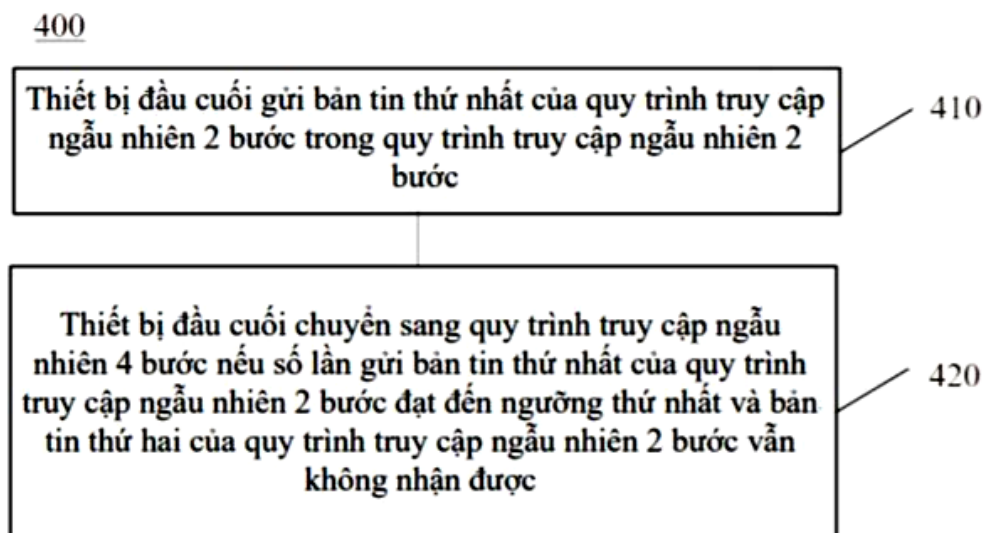 400
Thiết bị đầu cuối gửi bản tin thứ nhất của quy trình truy cập
ngẫu nhiên 2 bước trong quy trình truy cập ngẫu nhiên 2
bước
410
Thiết bị đầu cuối chuyển sang quy trình truy cập ngẫu
nhiên 4 bước nếu số lần gửi bản tin thứ nhất của quy trình
truy cập ngẫu nhiên 2 bước đạt đến ngưỡng thứ nhất và bản
tin thứ hai của quy trình truy cập ngẫu nhiên 2 bước vẫn
không nhận được
420